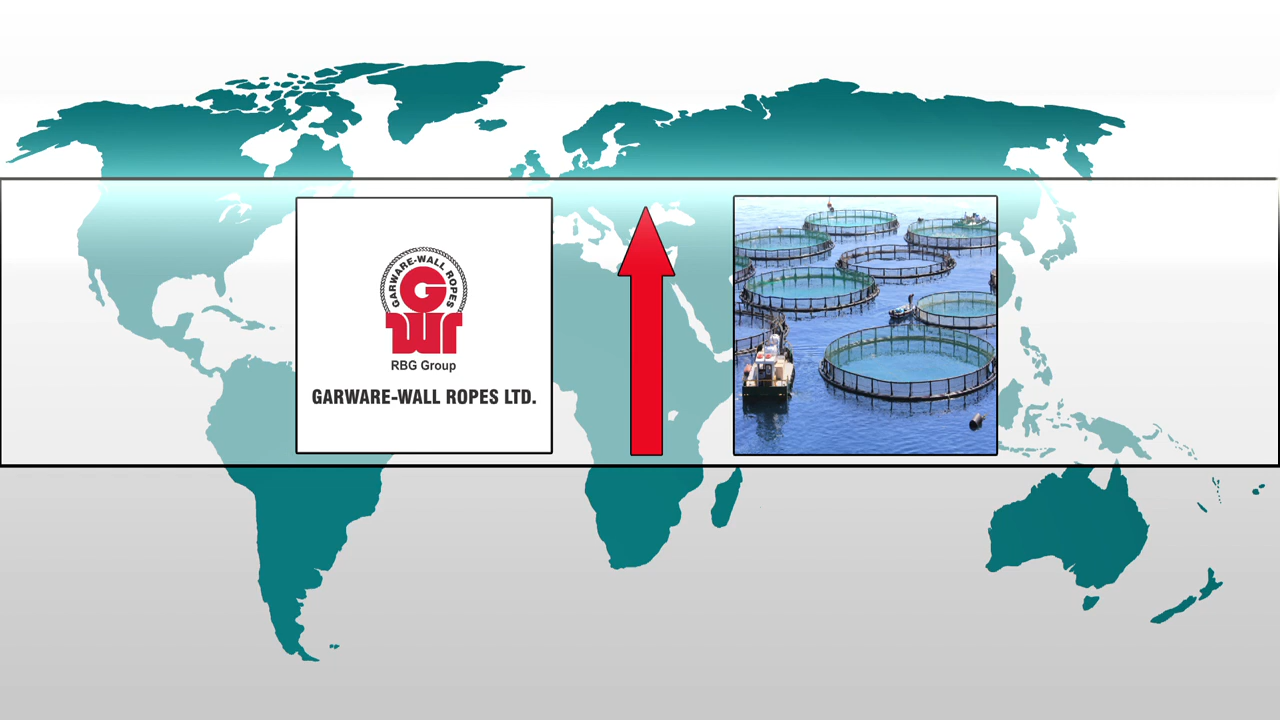 GARWARE-WALL ROPES
G
WR
RBG Group
GARWARE-WALL ROPES LTD.